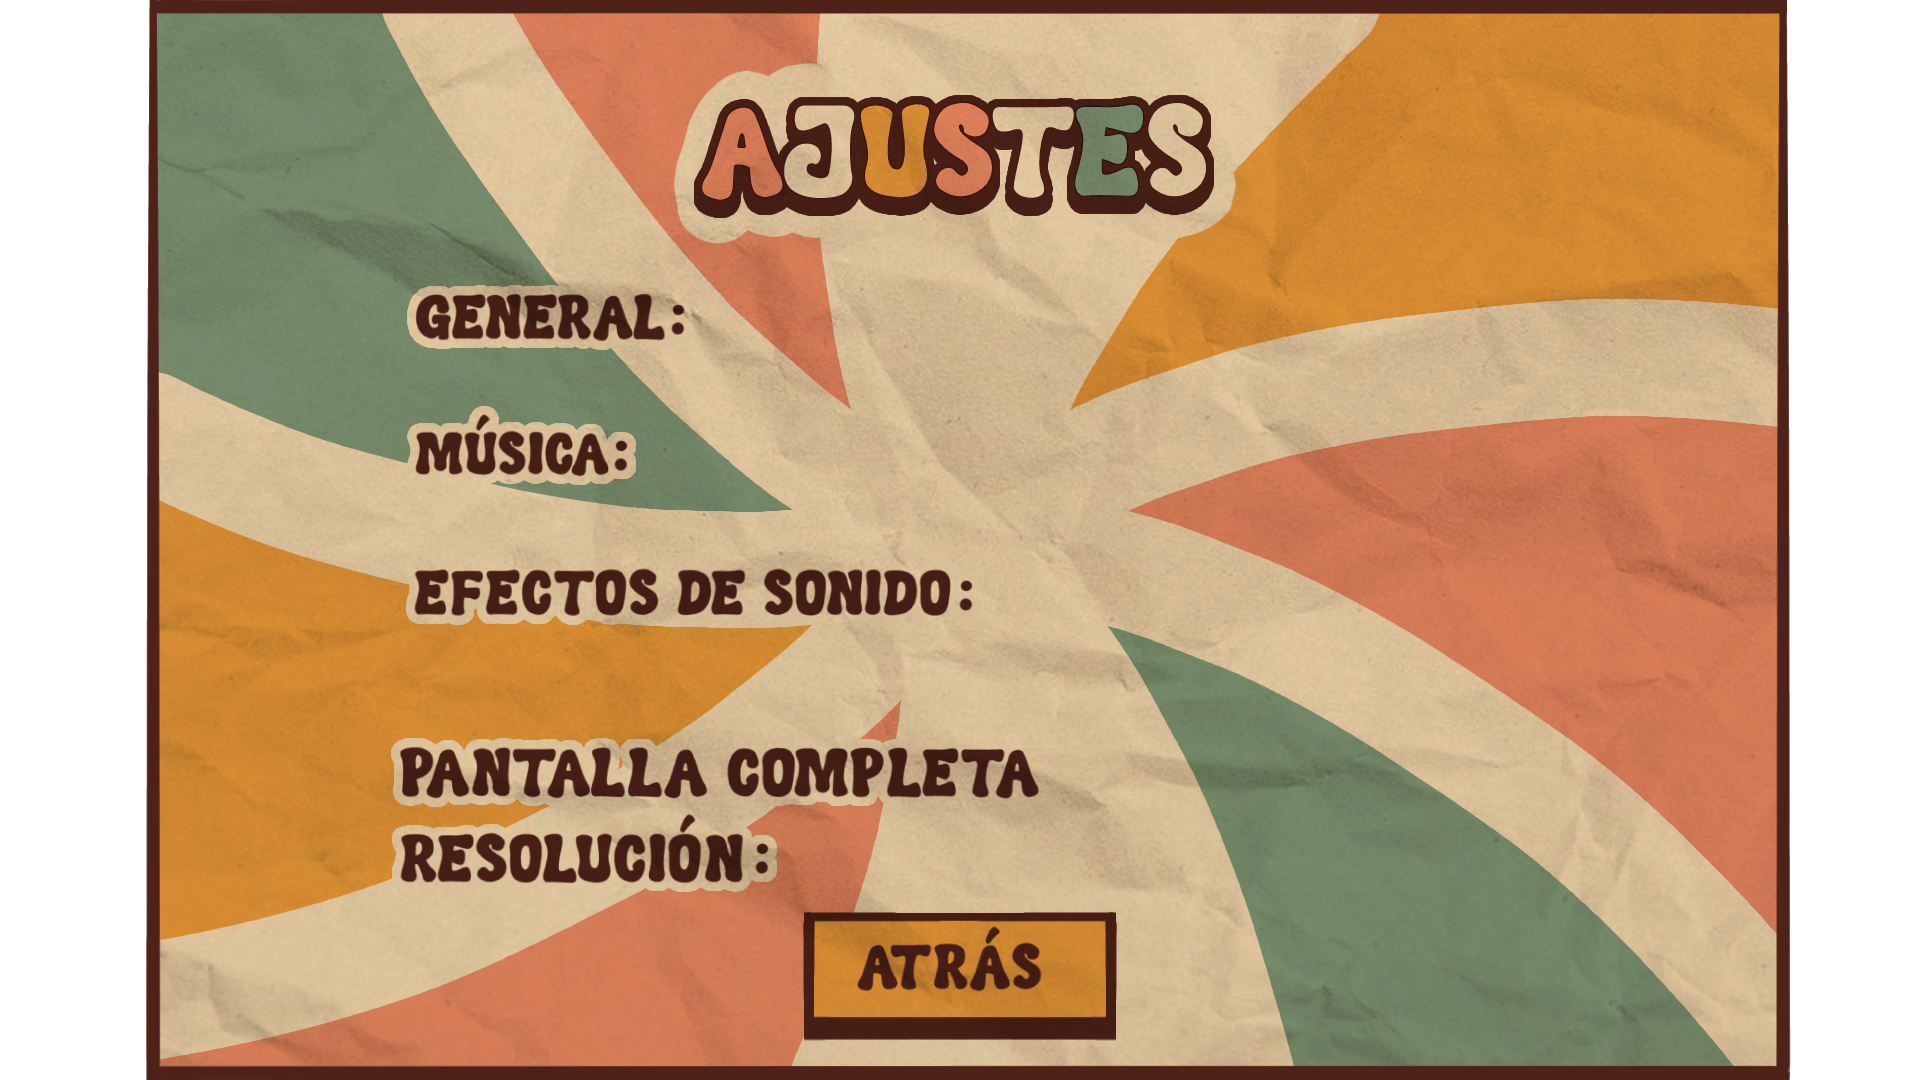 AJUSTES
GENERAL:
MÚSICA:
EFECTOS DE SONIDO:
PANTALLA COMPLETA
RESOLUCIÓN:
ATRÁS